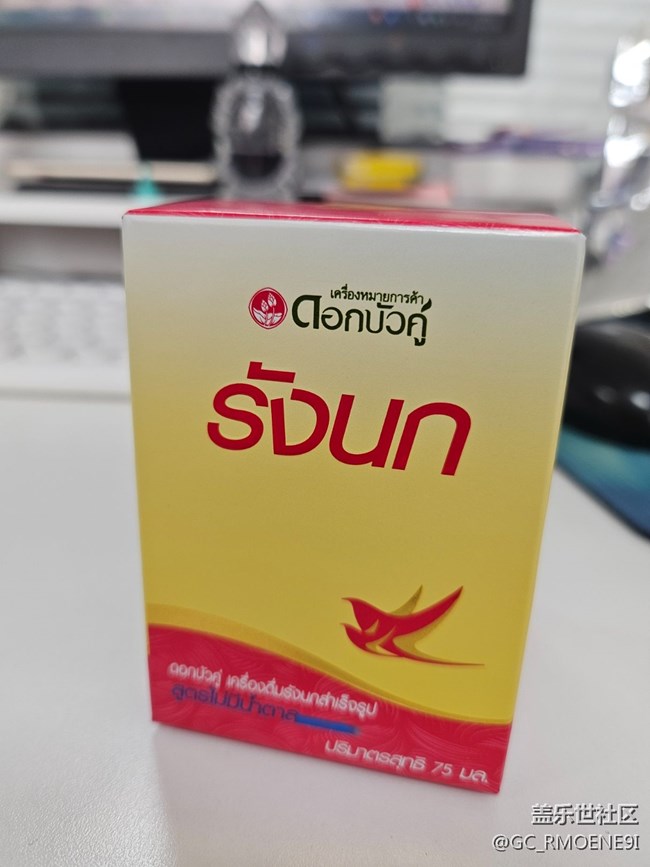 เครื่องหมายการค้า
ดอกบัวคู่
รังนก
ดอกบัวคู่ เครื่องดื่มรังนกสำเร็จรูป
สูตรไม่มีน้ำตาล
ปริมาตรสุทธิ 75 มล.
盖乐世社区
@GC_RMOENE9I